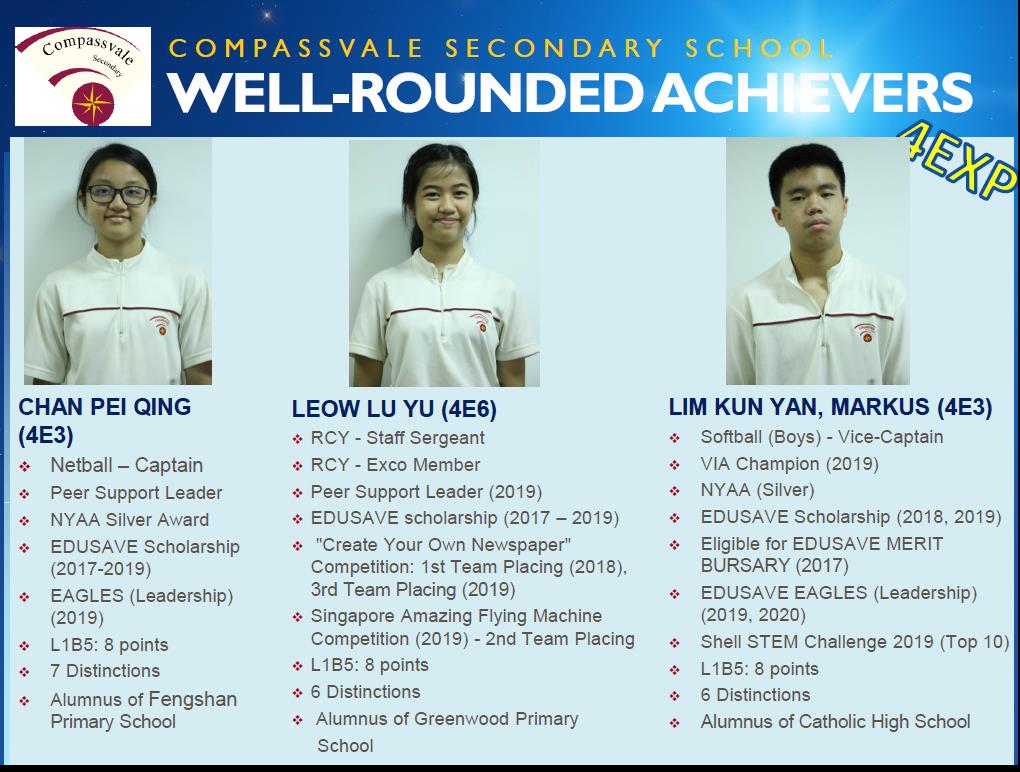 Compassvale
Secondary
COMPASSVALE SECONDARY SCHOOL
WELL-ROUNDED ACHIEVERS
4EXP
CHAN PEI QING
(4E3)
Netball – Captain
Peer Support Leader
NYAA Silver Award
EDUSAVE Scholarship
(2017-2019)
EAGLES (Leadership)
(2019)
L1B5: 8 points
7 Distinctions
Alumnus of Fengshan
Primary School
LEOW LU YU (4E6)
RCY - Staff Sergeant
RCY - Exco Member
Peer Support Leader (2019)
EDUSAVE scholarship (2017 – 2019)
"Create Your Own Newspaper"
Competition: 1st Team Placing (2018),
3rd Team Placing (2019)
Singapore Amazing Flying Machine
Competition (2019) - 2nd Team Placing
L1B5: 8 points
6 Distinctions
Alumnus of Greenwood Primary
School
LIM KUN YAN, MARKUS (4E3)
Softball (Boys) - Vice-Captain
VIA Champion (2019)
NYAA (Silver)
EDUSAVE Scholarship (2018, 2019)
Eligible for EDUSAVE MERIT
BURSARY (2017)
EDUSAVE EAGLES (Leadership)
(2019, 2020)
Shell STEM Challenge 2019 (Top 10)
L1B5: 8 points
6 Distinctions
Alumnus of Catholic High School